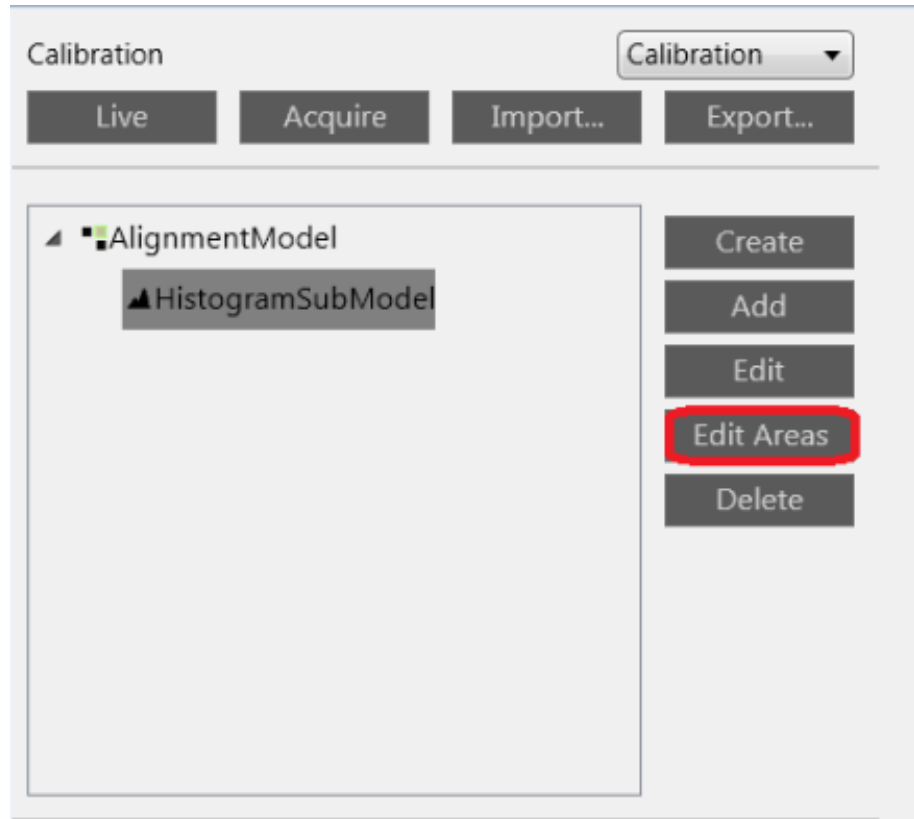 Calibration Calibration
Live Acquire Import... Export...
AlignmentModel Create
HistogramSubModel Add
Edit
Edit Areas
Delete